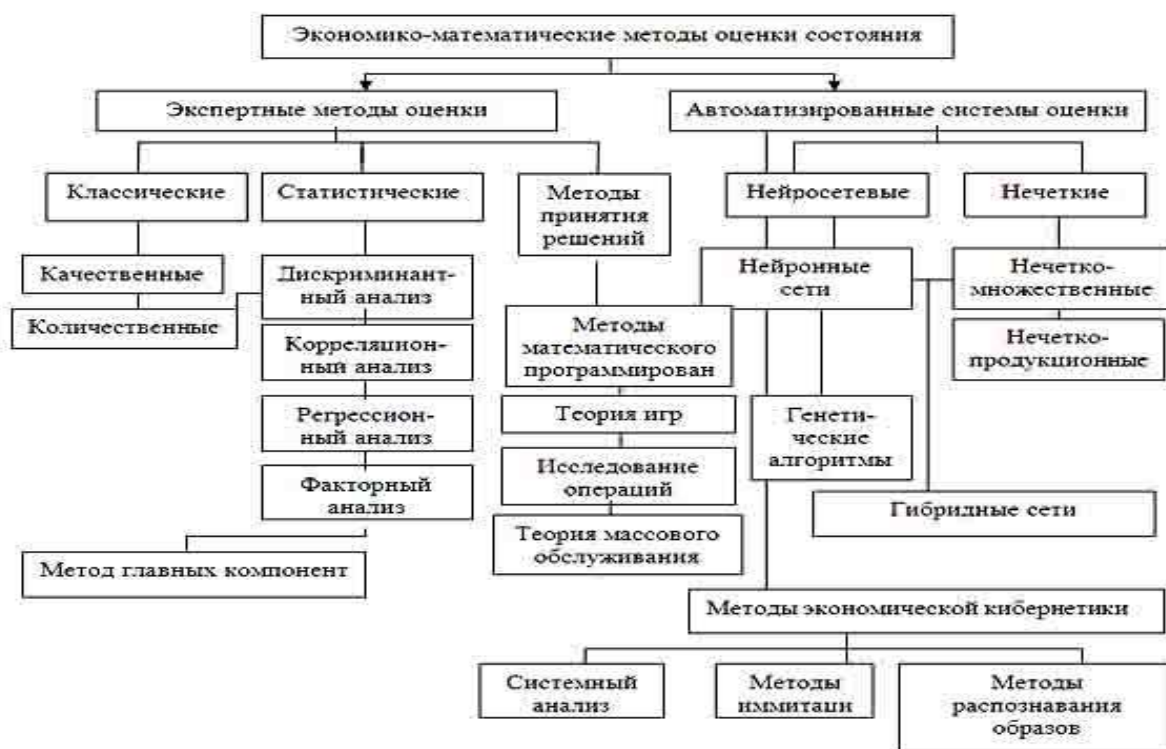 Экономико-математические методы оценки состояния
Экспертные методы оценки
Автоматизированные системы оценки
Классические
Статистические
Методы
принятия
решений
Нейросетевые
Нечеткие
Качественные
Количественные
Дискриминант-
ный анализ
Корреляцион-
ный анализ
Регрессион-
ный анализ
Факторный
анализ
Метод главных компонент
Методы
математического
программирован
Теория игр
Исследование
операций
Теория массового
обслуживания
Нейронные
сети
Генети-
ческие
алгоритмы
Нечетко-
множественные
Нечетко-
продукционные
Гибридные сети
Методы экономической кибернетики
Системный
анализ
Методы
иммитаци
Методы
распознавания
образов